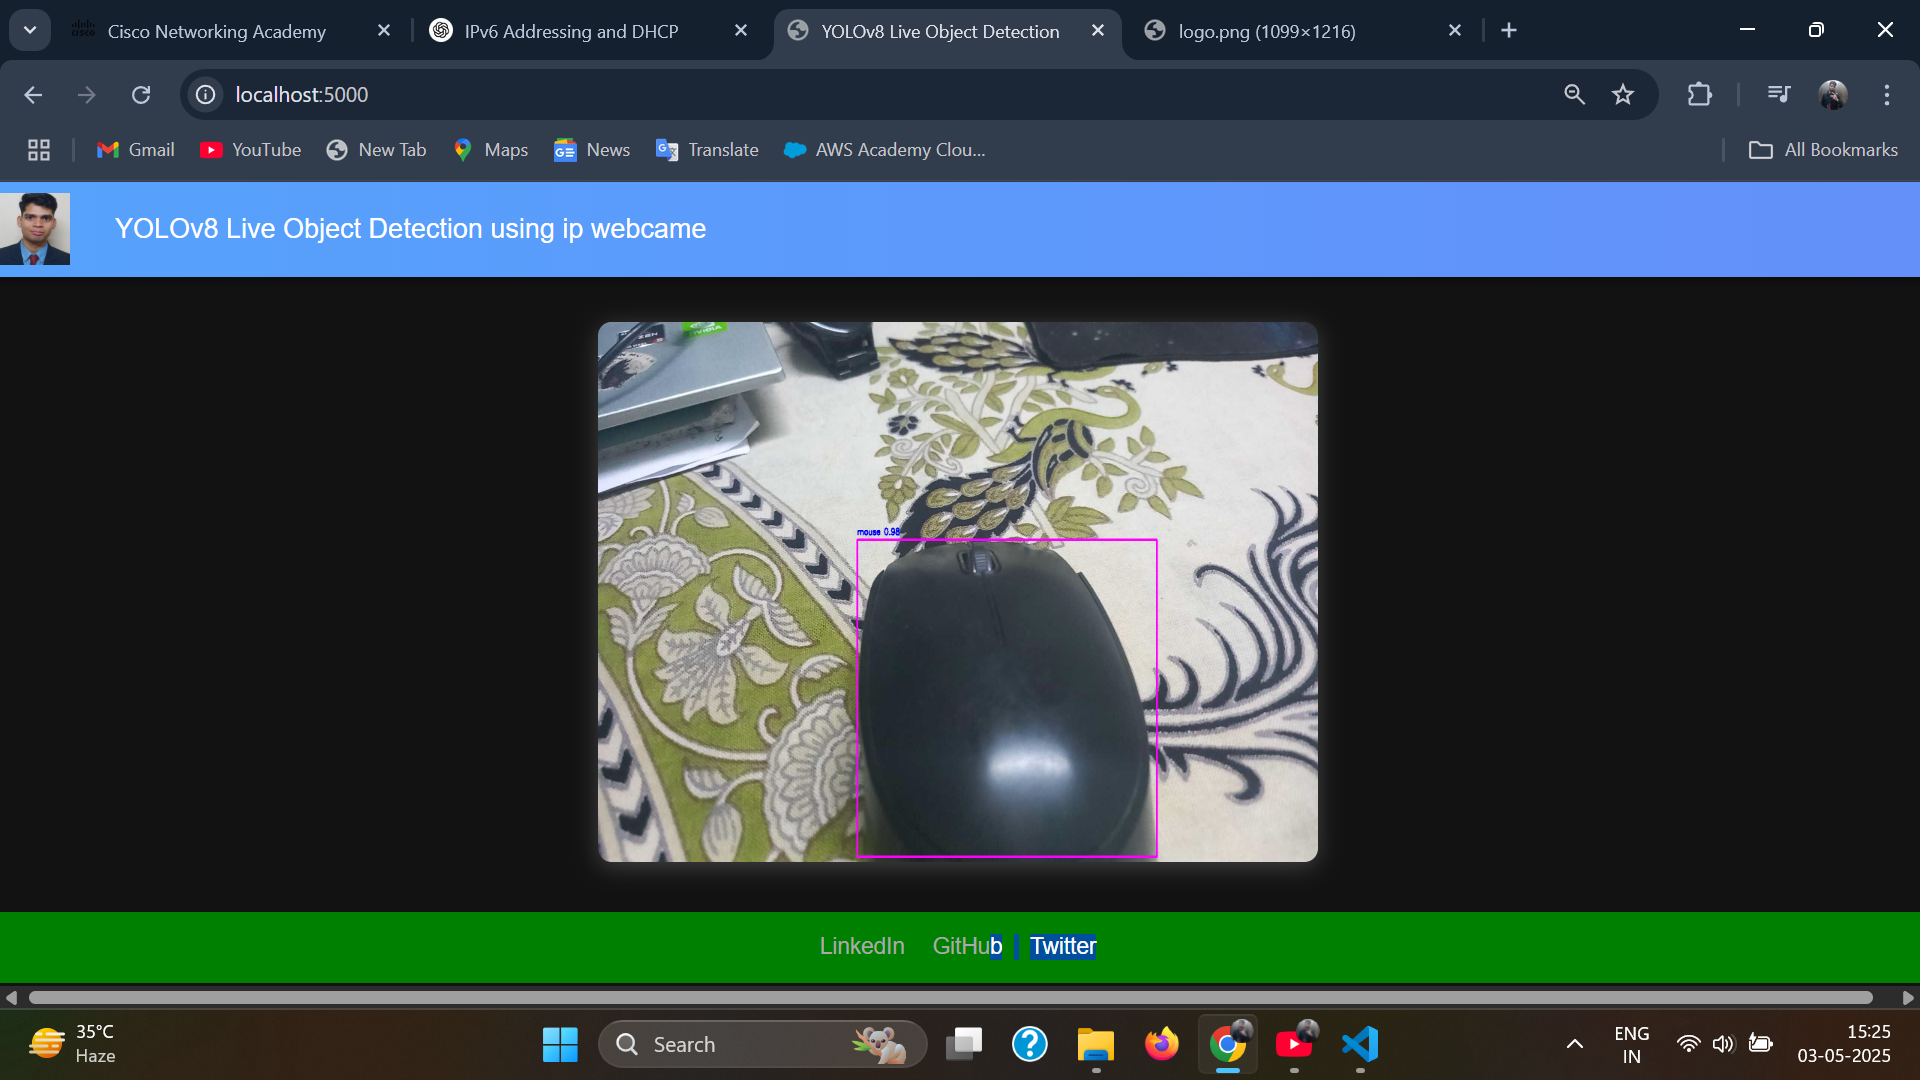 Cisco Networking Academy
IPv6 Addressing and DHCP
YOLOv8 Live Object Detection
logo.png (1099×1216)
localhost:5000
Gmail
YouTube
New Tab
Maps
News
Translate
AWS Academy Clou...
All Bookmarks
YOLOv8 Live Object Detection using ip webcame
NVIDIA
mouse 0.98
LinkedIn GitHub | Twitter
35°C
Haze
Search
ENG
IN
15:25
03-05-2025